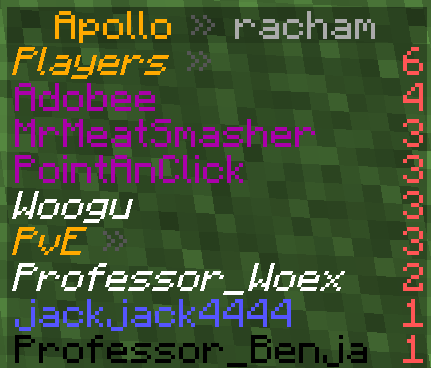 Apollo » racham
Players » 6
Adobee 4
MrMeatSmasher 3
PointAnClick 3
Woogu 3
PvE » 3
Professor_Woex 2
jackjack4444 1
Professor_Benja 1